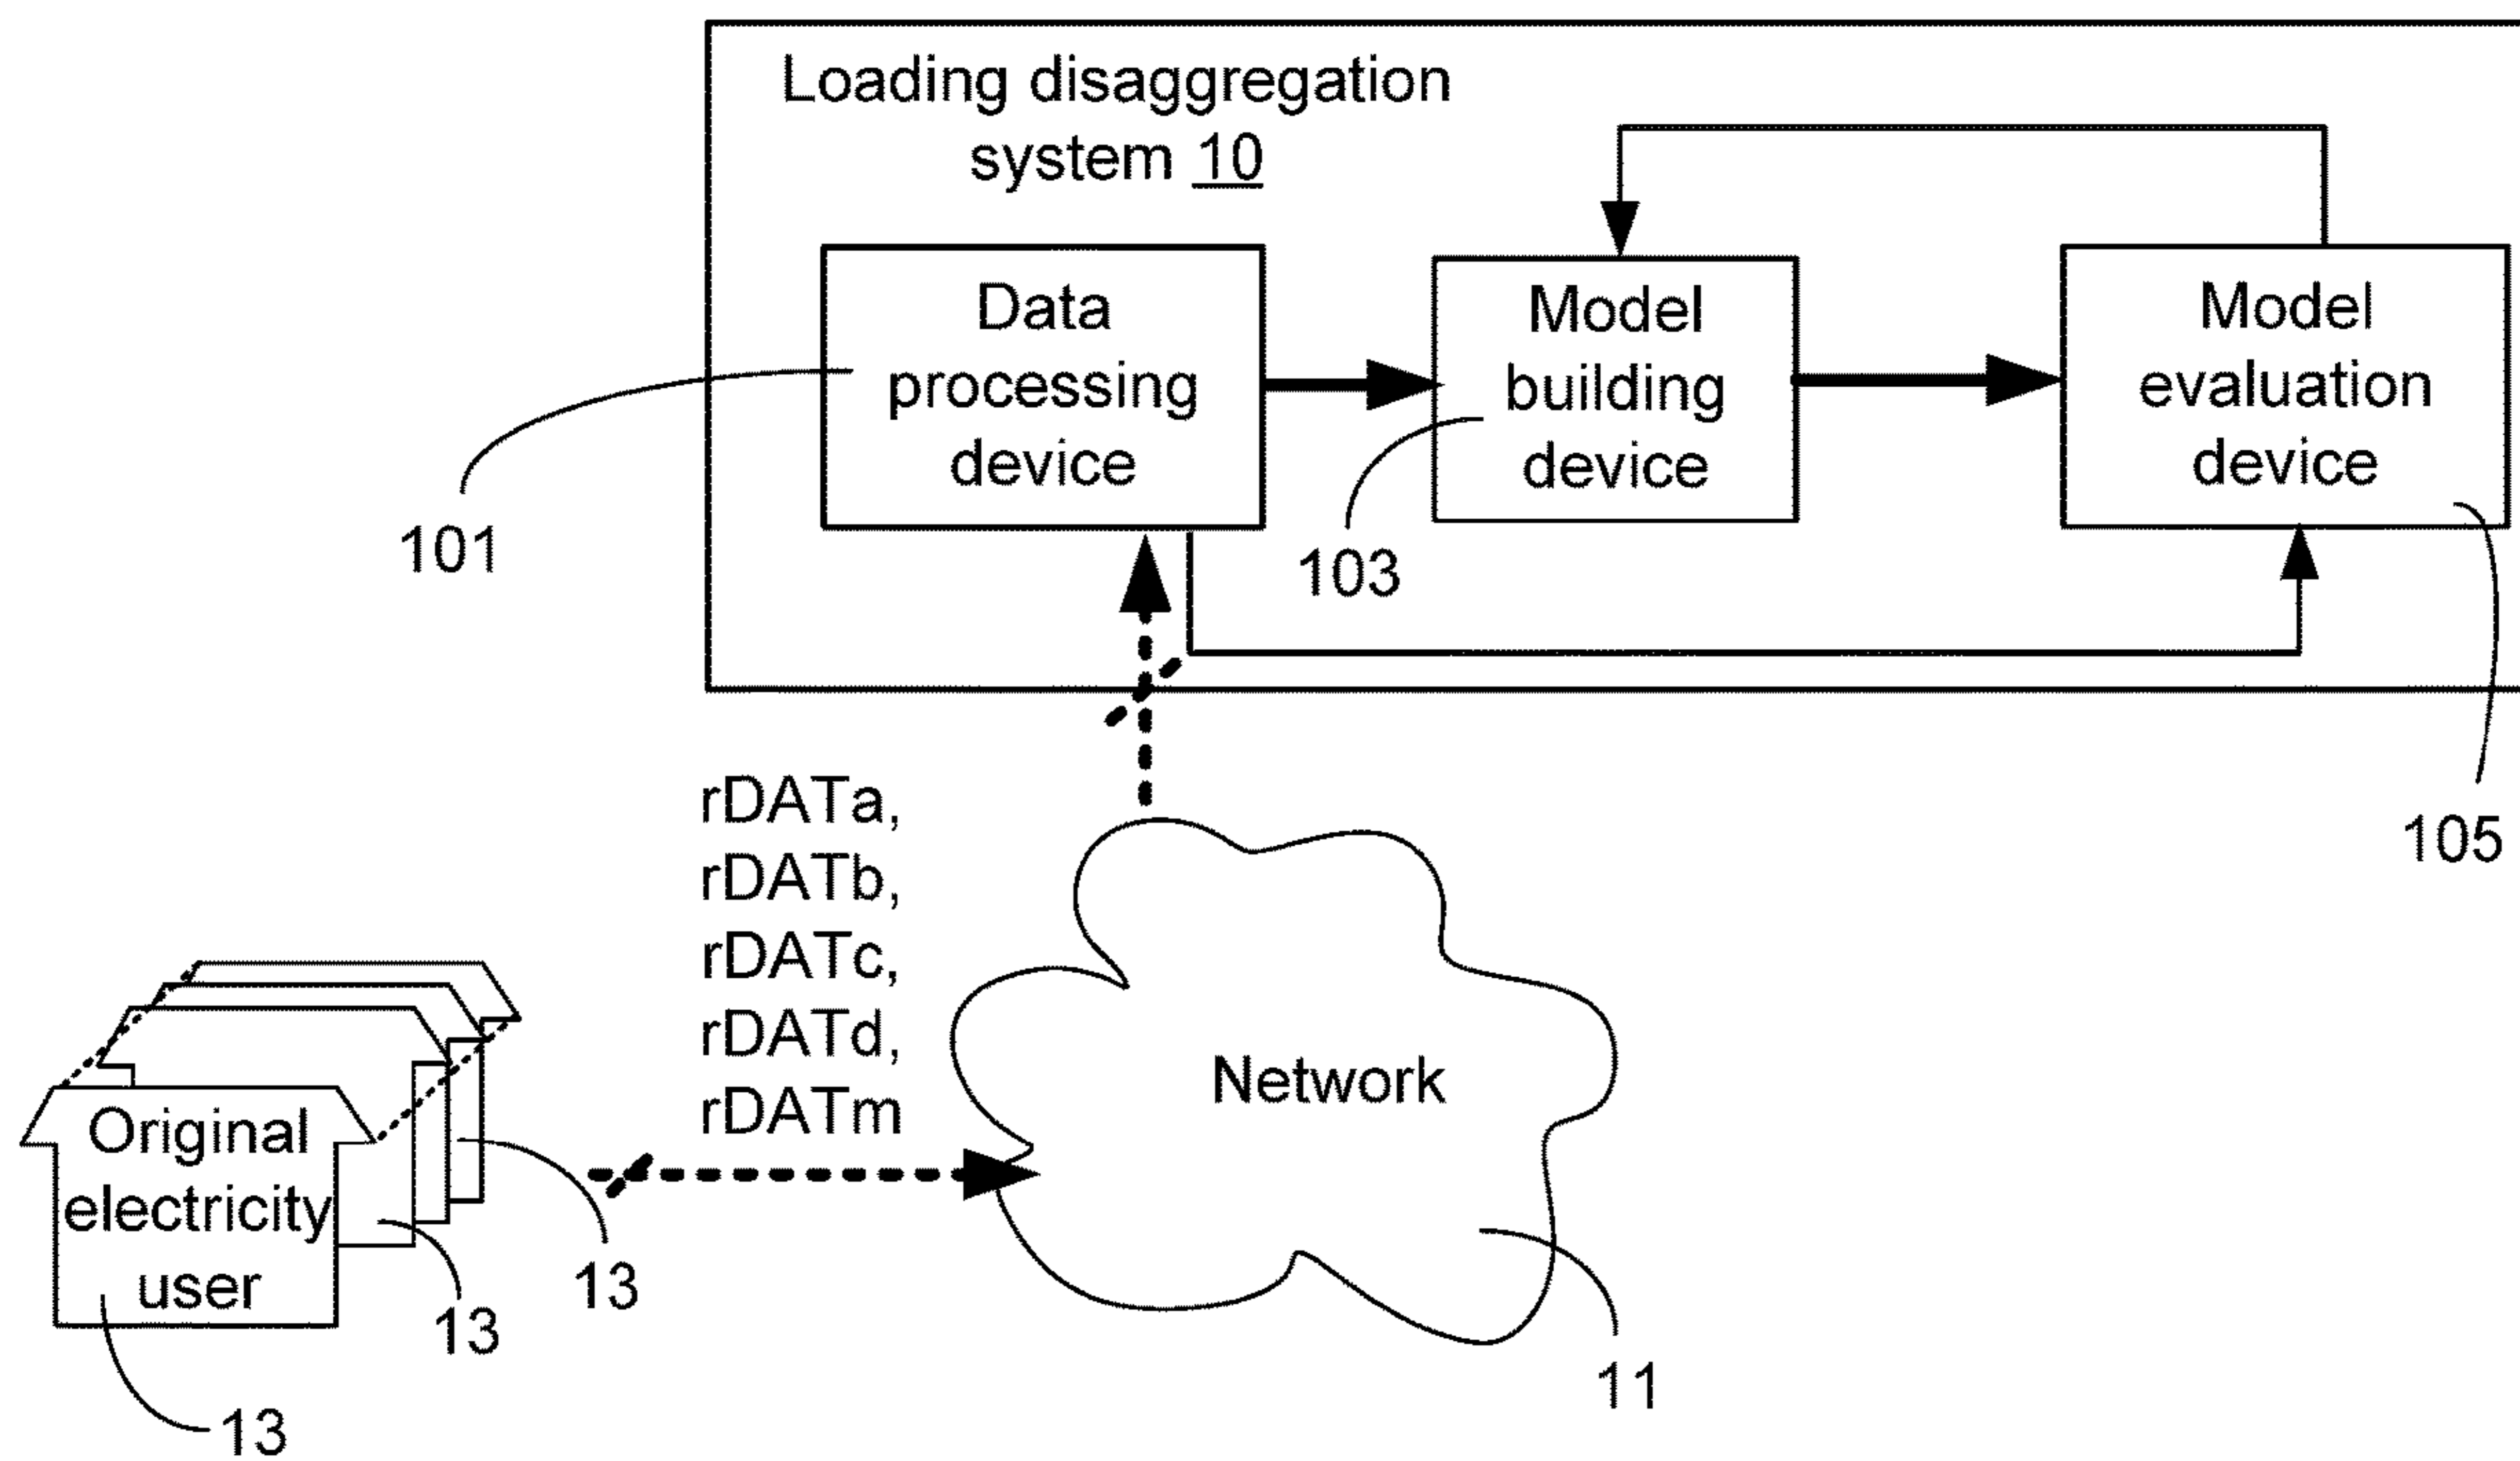 Loading disaggregation
system 10
Data
processing
device
Model
building
device
Model
evaluation
device
101
103
105
rDATa,
rDATb,
rDATc,
rDATd,
rDATm
Network
Original
electricity
user
13
13
13
11